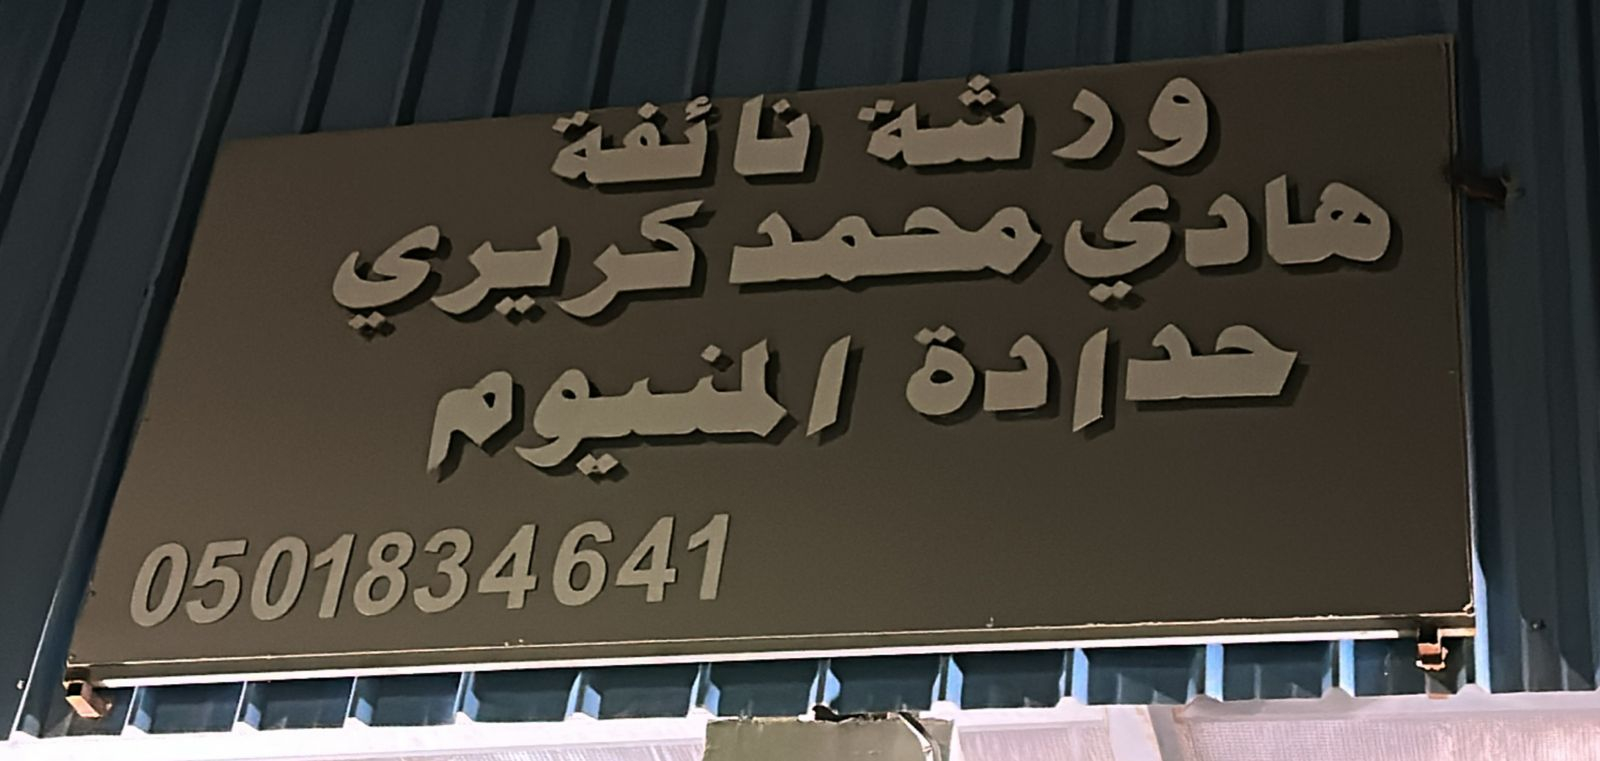 ورشة نائفة
هادي محمد كريري
حدادة المنيوم
0501834641